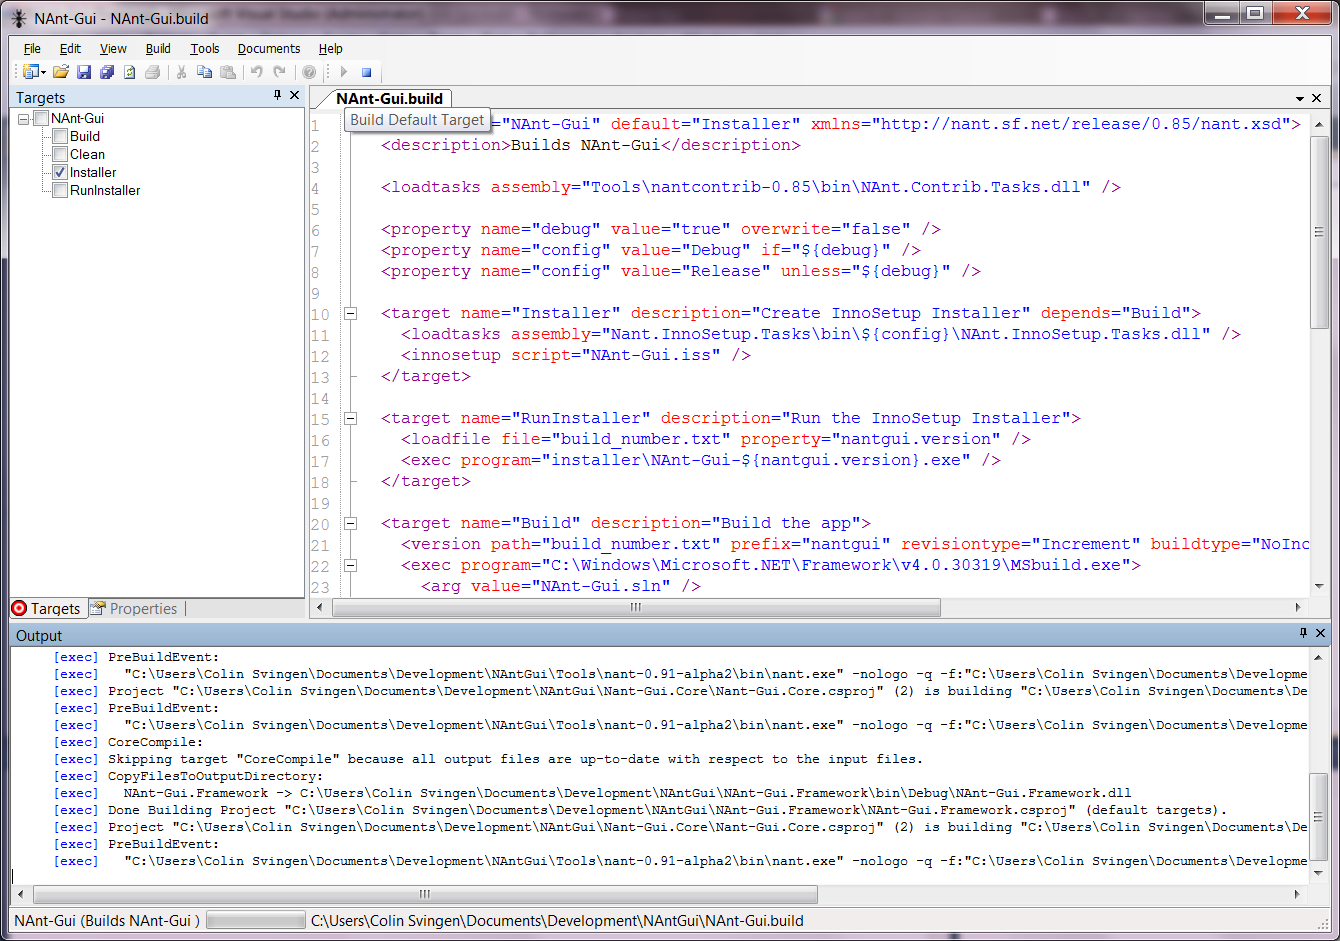 NAnt-Gui - NAnt-Gui.build
File Edit View Build Tools Documents Help
Targets
NAnt-Gui
Build
Clean
Installer
RunInstaller
Targets Properties
NAnt-Gui.build
Build Default Target
1 ="NAnt-Gui" default="Installer" xmlns="http://nant.sf.net/release/0.85/nant.xsd">
2 <description>Builds NAnt-Gui</description>
3
4 <loadtasks assembly="Tools\nantcontrib-0.85\bin\NAnt.Contrib.Tasks.dll" />
5
6 <property name="debug" value="true" overwrite="false" />
7 <property name="config" value="Debug" if="${debug}" />
8 <property name="config" value="Release" unless="${debug}" />
9
10 <target name="Installer" description="Create InnoSetup Installer" depends="Build">
11 <loadtasks assembly="Nant.InnoSetup.Tasks\bin\${config}\NAnt.InnoSetup.Tasks.dll" />
12 <innosetup script="NAnt-Gui.iss" />
13 </target>
14
15 <target name="RunInstaller" description="Run the InnoSetup Installer">
16 <loadfile file="build_number.txt" property="nantgui.version" />
17 <exec program="installer\NAnt-Gui-${nantgui.version}.exe" />
18 </target>
19
20 <target name="Build" description="Build the app">
21 <version path="build_number.txt" prefix="nantgui" revisiontype="Increment" buildtype="NoInc
22 <exec program="C:\Windows\Microsoft.NET\Framework\v4.0.30319\MSbuild.exe">
23 <arg value="NAnt-Gui.sln" />
Output
[exec] PreBuildEvent:
[exec] "C:\Users\Colin Svingen\Documents\Development\NAntGui\Tools\nant-0.91-alpha2\bin\nant.exe" -nologo -q -f:"C:\Users\Colin Svingen\Documents\Developme
[exec] Project "C:\Users\Colin Svingen\Documents\Development\NAntGui\Nant-Gui.Core\Nant-Gui.Core.csproj" (2) is building "C:\Users\Colin Svingen\Documents\De
[exec] PreBuildEvent:
[exec] "C:\Users\Colin Svingen\Documents\Development\NAntGui\Tools\nant-0.91-alpha2\bin\nant.exe" -nologo -q -f:"C:\Users\Colin Svingen\Documents\Developme
[exec] CoreCompile:
[exec] Skipping target "CoreCompile" because all output files are up-to-date with respect to the input files.
[exec] CopyFilesToOutputDirectory:
[exec] NAnt-Gui.Framework -> C:\Users\Colin Svingen\Documents\Development\NAntGui\NAnt-Gui.Framework\bin\Debug\NAnt-Gui.Framework.dll
[exec] Done Building Project "C:\Users\Colin Svingen\Documents\Development\NAntGui\NAnt-Gui.Framework\NAnt-Gui.Framework.csproj" (default targets).
[exec] Project "C:\Users\Colin Svingen\Documents\Development\NAntGui\Nant-Gui.Core\Nant-Gui.Core.csproj" (2) is building "C:\Users\Colin Svingen\Documents\De
[exec] PreBuildEvent:
[exec] "C:\Users\Colin Svingen\Documents\Development\NAntGui\Tools\nant-0.91-alpha2\bin\nant.exe" -nologo -q -f:"C:\Users\Colin Svingen\Documents\Developme
NAnt-Gui (Builds NAnt-Gui ) C:\Users\Colin Svingen\Documents\Development\NAntGui\NAnt-Gui.build